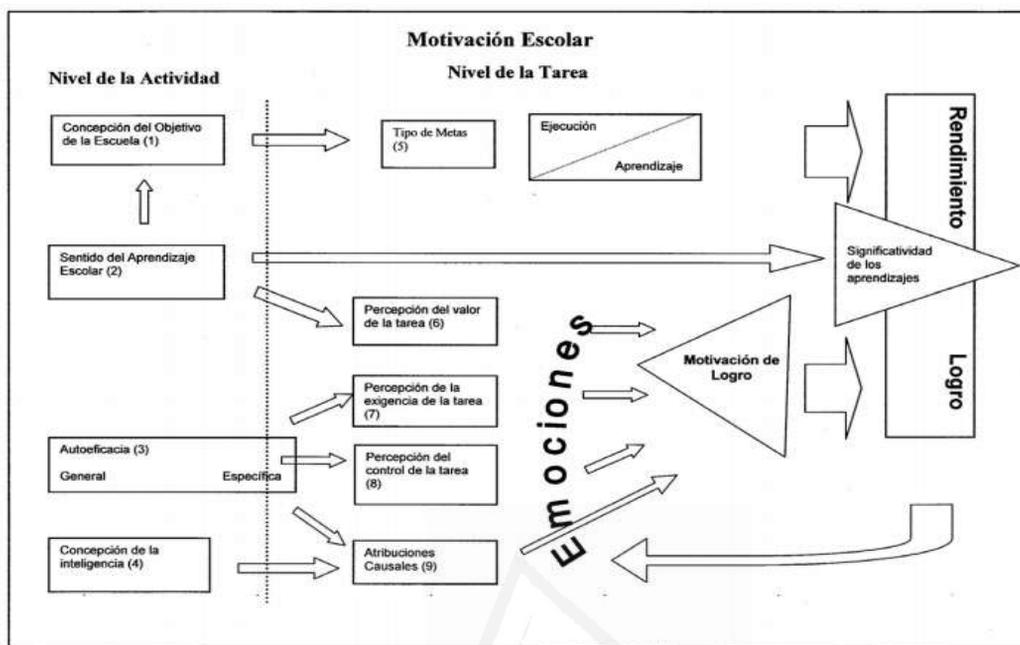 Motivación Escolar
Nivel de la Actividad
Nivel de la Tarea
Concepción del Objetivo
de la Escuela (1)
Tipo de Metas
(5)
Ejecución
Aprendizaje
Rendimiento
Sentido del Aprendizaje
Escolar (2)
Significatividad
de los
aprendizajes
Percepción del valor
de la tarea (6)
Emociones
Motivación de
Logro
Logro
Percepción de la
exigencia de la tarea
(7)
Autoeficacia (3)
General Específica
Percepción del
control de la tarea
(8)
Concepción de la
inteligencia (4)
Atribuciones
Causales (9)